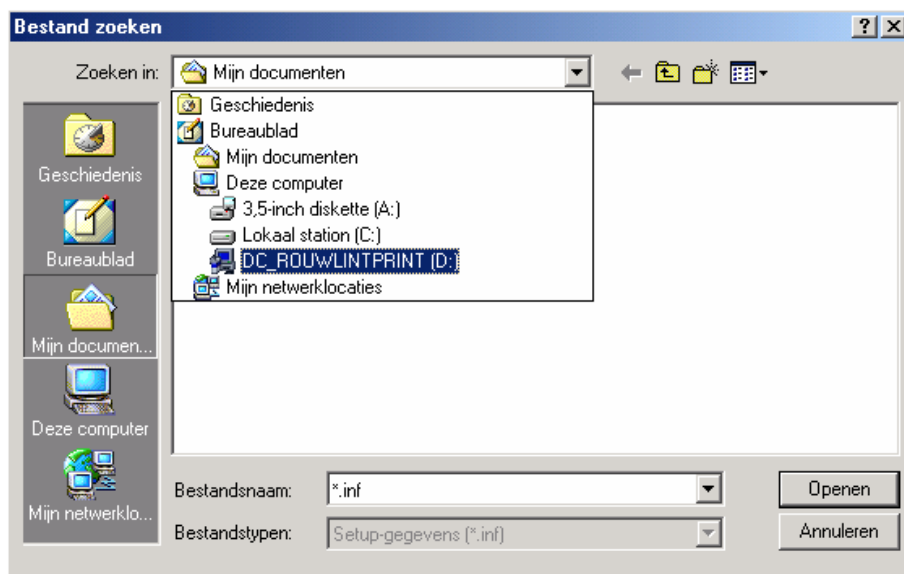 Bestand zoeken
Zoeken in:
Mijn documenten
Geschiedenis
Bureaublad
Mijn documenten
Deze computer
3,5-inch diskette (A:)
Lokaal station (C:)
DC_ROUWLINTPRINT (D:)
Mijn netwerklocaties
Geschiedenis
Bureaublad
Mijn documen...
Deze computer
Mijn netwerklo...
Bestandsnaam:
*.inf
Openen
Bestandstypen:
Setup-gegevens (*.inf)
Annuleren